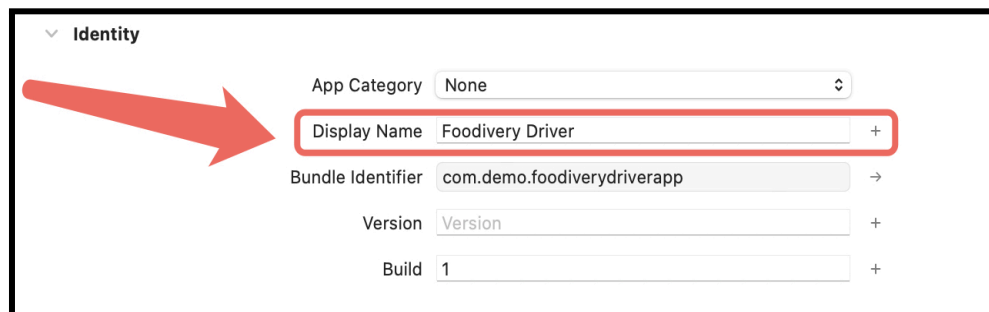 Identity
App Category None
Display Name Foodivery Driver +
Bundle Identifier com.demo.foodiverydriverapp →
Version Version +
Build 1 +